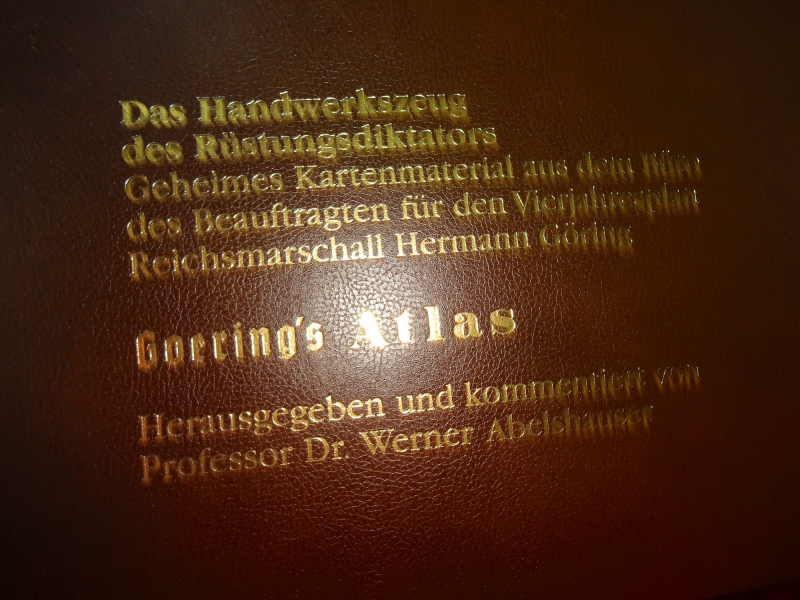 Das Handwerkszeug
des Rüstungsdiktators
Geheimes Kartenmaterial aus dem Büro
des Beauftragten für den Vierjahresplan
Reichsmarschall Hermann Göring
Goering's Atlas
Herausgegeben und kommentiert von
Professor Dr. Werner Abelshauser